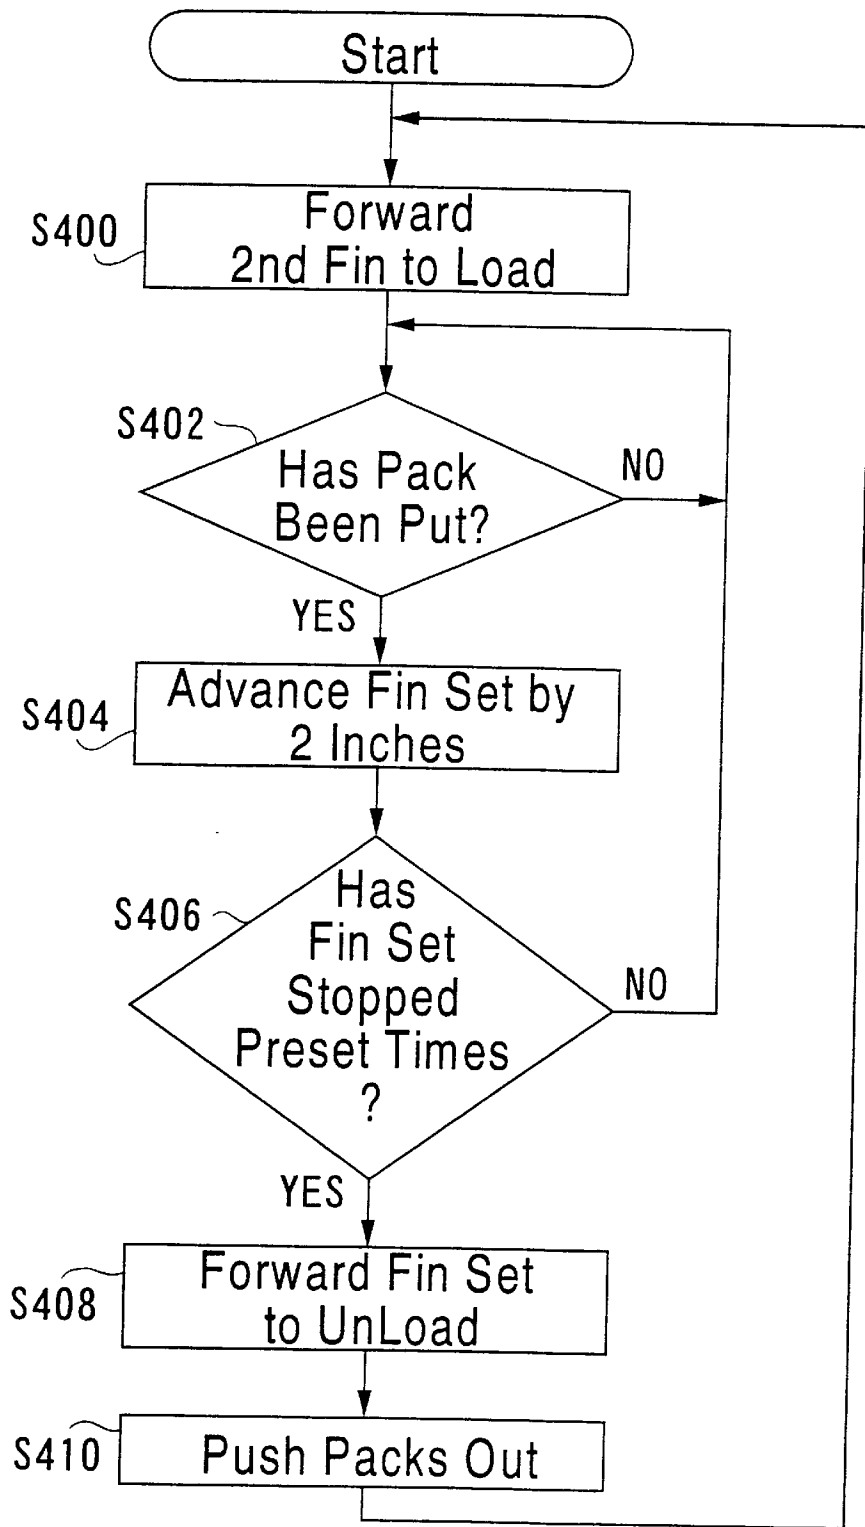 Start
S400
Forward
2nd Fin to Load
S402
Has Pack
Been Put?
NO
YES
S404
Advance Fin Set by
2 Inches
S406
Has
Fin Set
Stopped
Preset Times
?
NO
YES
S408
Forward Fin Set
to UnLoad
S410
Push Packs Out